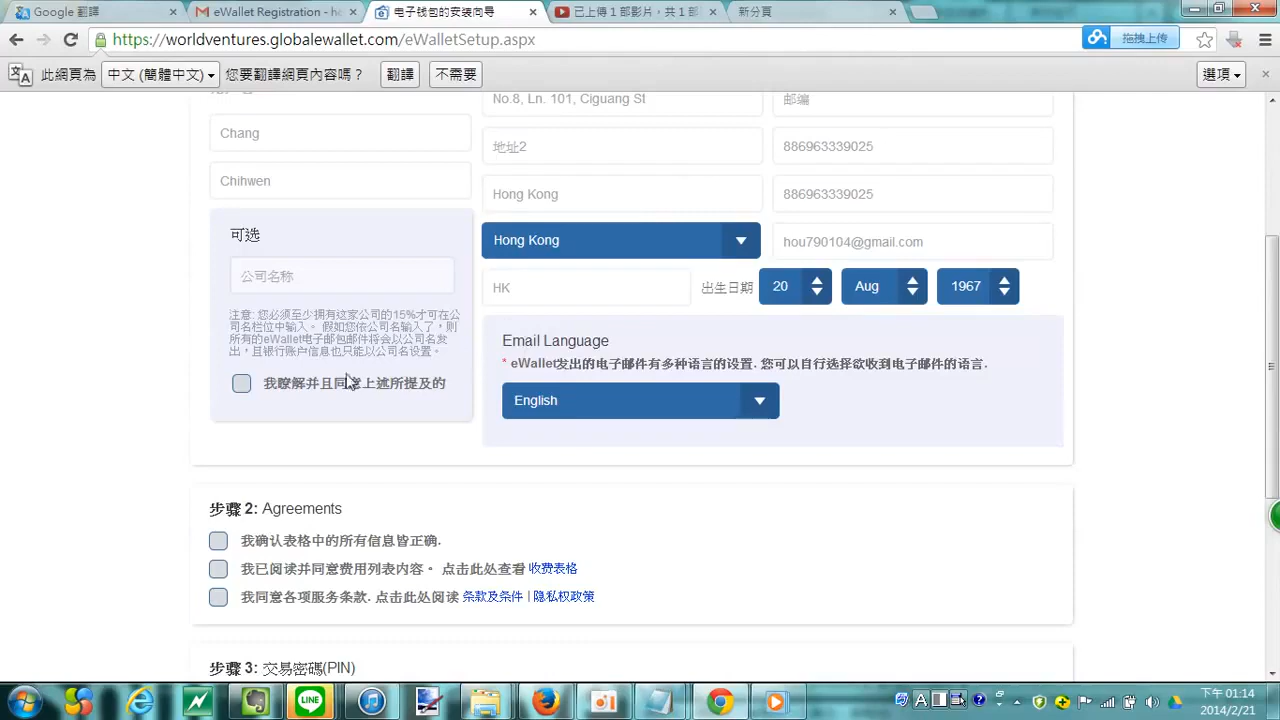 Google 翻譯
eWallet Registration - ho
电子钱包的安装向导
已上傳 1 部影片，共 1 部
新分頁
https://worldventures.globalewallet.com/eWalletSetup.aspx
拖拽上传
此網頁為
中文 (簡體中文)
您要翻譯網頁內容嗎？
翻譯
不需要
選項
No.8, Ln. 101, Ciguang St
邮编
Chang
地址2
886963339025
Chihwen
Hong Kong
886963339025
可选
Hong Kong
hou790104@gmail.com
公司名称
HK
出生日期
20
Aug
1967
注意: 您必须至少拥有这家公司的15%才可在公
司名栏位中输入。 假如您依公司名输入了，则
所有的eWallet电子邮包邮件将会以公司名发
出，且银行账户信息也只能以公司名设置。
我瞭解并且同意上述所提及的
Email Language
* eWallet发出的电子邮件有多种语言的设置. 您可以自行选择欲收到电子邮件的语言。
English
步骤 2: Agreements
我确认表格中的所有信息皆正确.
我已阅读并同意费用列表内容。 点击此处查看 收费表格
我同意各项服务条款. 点击此处阅读 条款及条件 | 隐私权政策
步骤 3: 交易密碼(PIN)
LINE
下午 01:14
2014/2/21